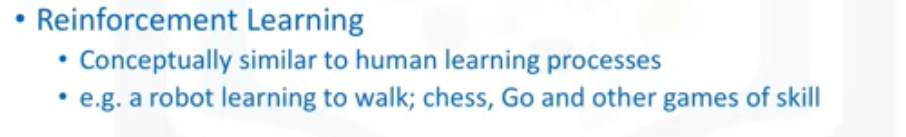 • Reinforcement Learning
• Conceptually similar to human learning processes
• e.g. a robot learning to walk; chess, Go and other games of skill